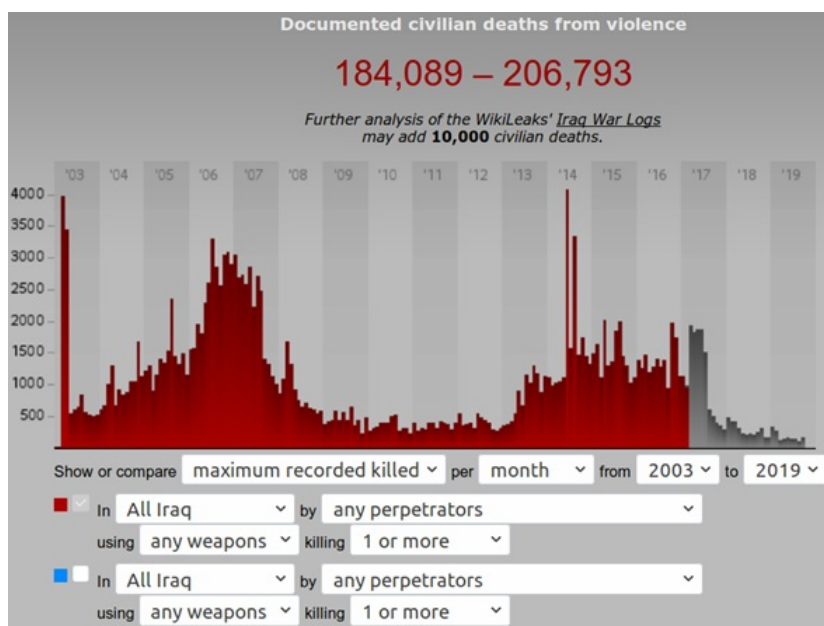 Documented civilian deaths from violence
184,089 – 206,793
Further analysis of the WikiLeaks' Iraq War Logs
may add 10,000 civilian deaths.
'03 '04 '05 '06 '07 '08 '09 '10 '11 '12 '13 '14 '15 '16 '17 '18 '19
4000
3500
3000
2500
2000
1500
1000
500
Show or compare maximum recorded killed per month from 2003 to 2019
In All Iraq by any perpetrators
using any weapons killing 1 or more
In All Iraq by any perpetrators
using any weapons killing 1 or more